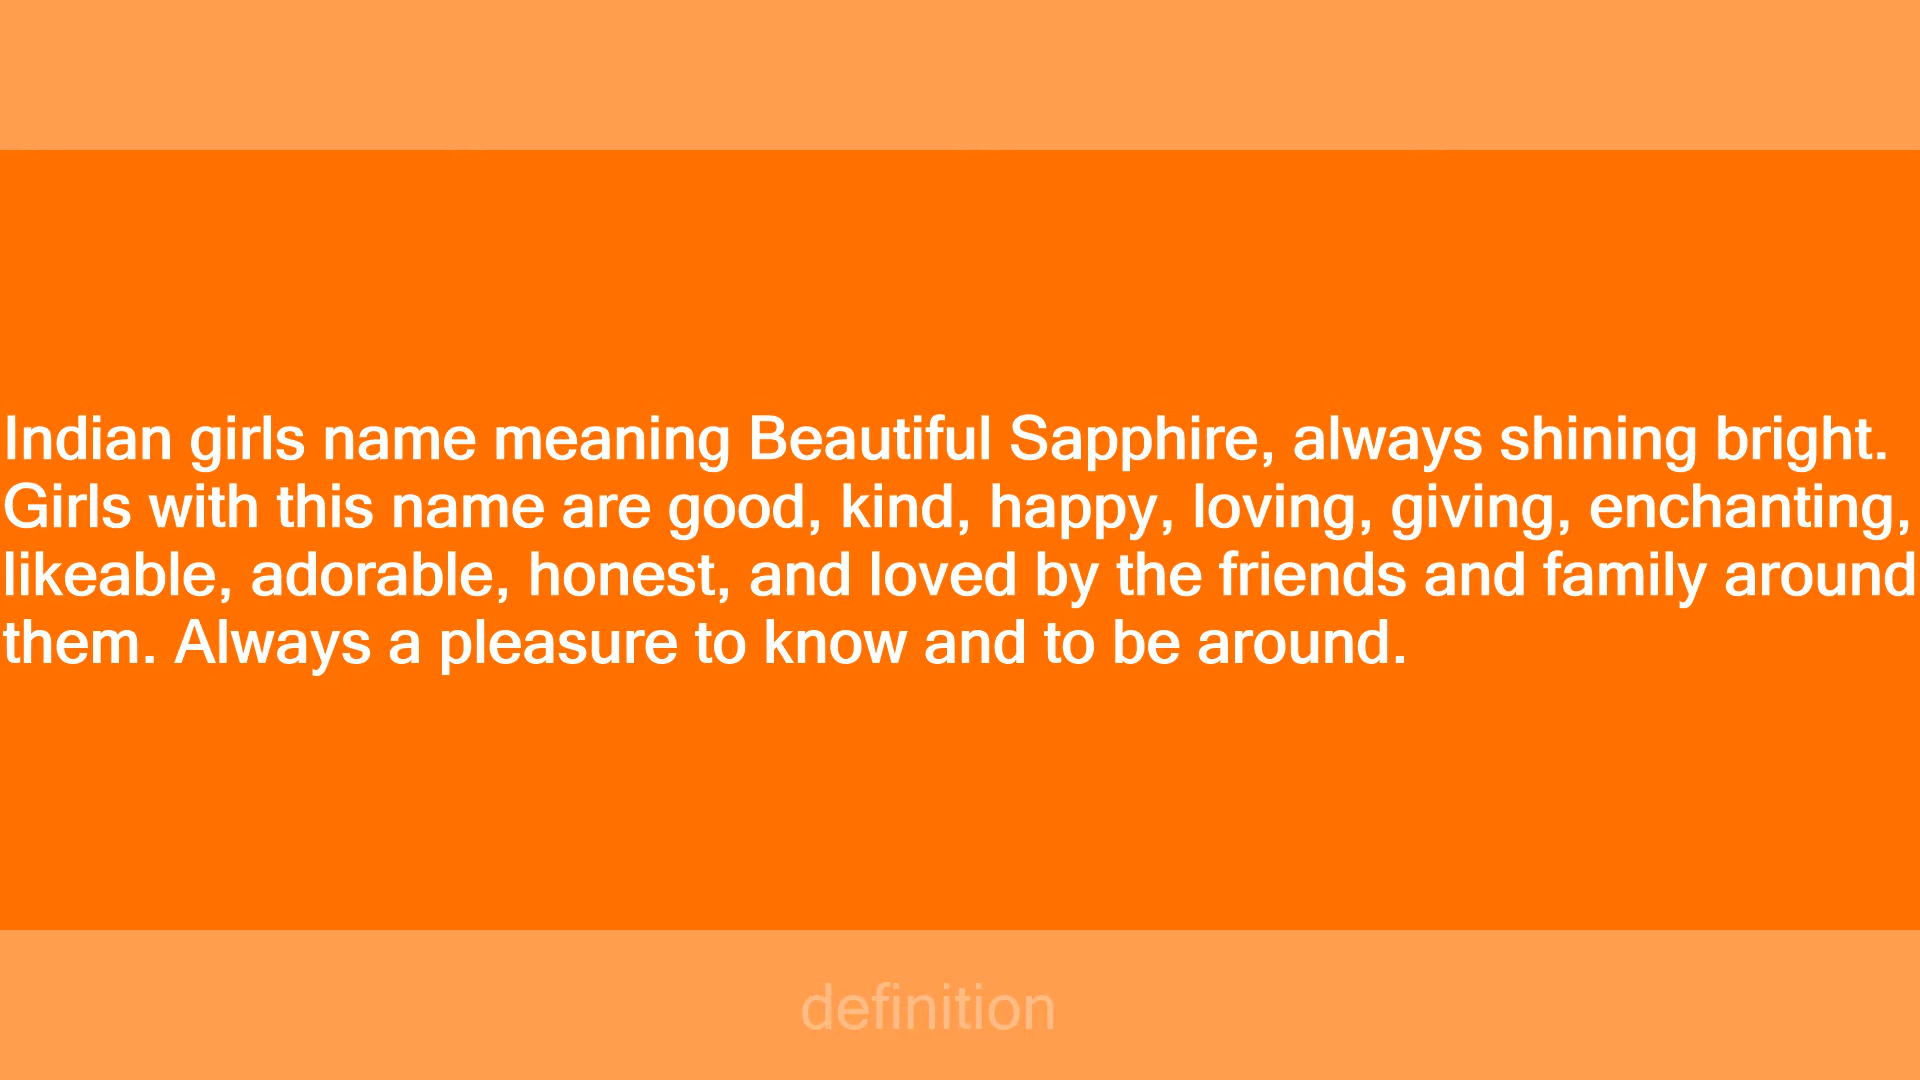 Indian girls name meaning Beautiful Sapphire, always shining bright.
Girls with this name are good, kind, happy, loving, giving, enchanting,
likeable, adorable, honest, and loved by the friends and family around
them. Always a pleasure to know and to be around.
definition